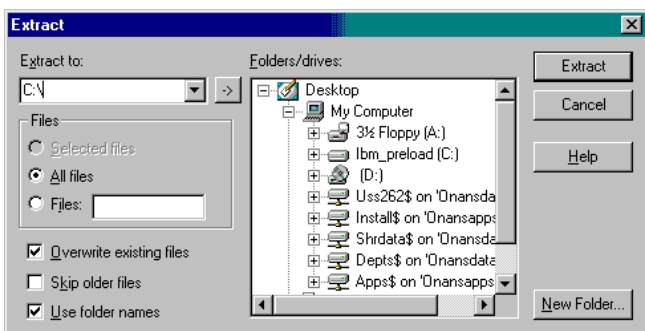 Extract
Extract to:
C:\
->
Files
Selected files
All files
Files:
Overwrite existing files
Skip older files
Use folder names
Folders/drives:
Desktop
My Computer
3½ Floppy (A:)
Ibm_preload (C:)
(D:)
Uss262$ on 'Onansda
Install$ on 'Onansapps
Shrdata$ on 'Onansda
Depts$ on 'Onansdata
Apps$ on 'Onansapps
Extract
Cancel
Help
New Folder...